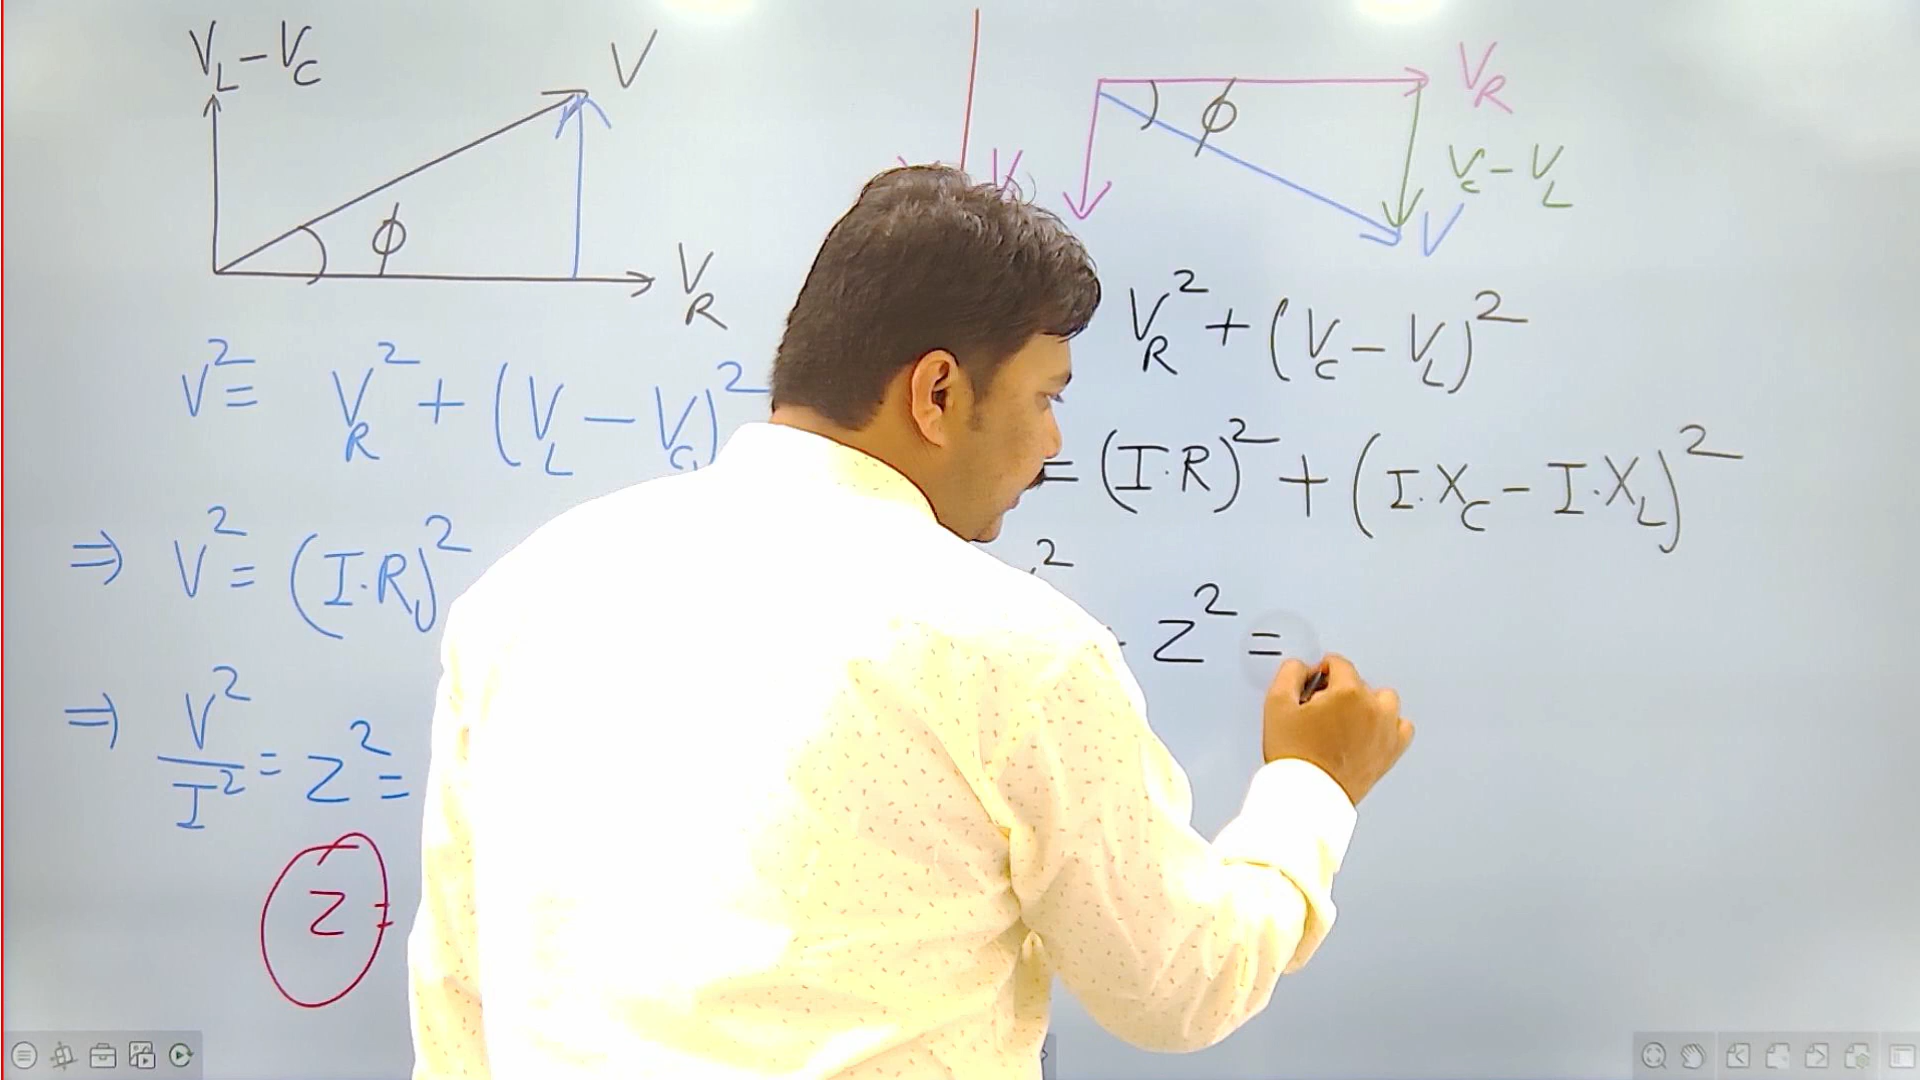 V_L - V_C
V
ϕ
V_R
V² = V_R² + (V_L - V_C)²
⇒ V² = (I.R)²
⇒ V²/I² = Z² =
Z =
V_R
ϕ
V_C - V_L
V
V_R² + (V_C - V_L)²
= (I.R)² + (I.X_C - I.X_L)²
Z² =